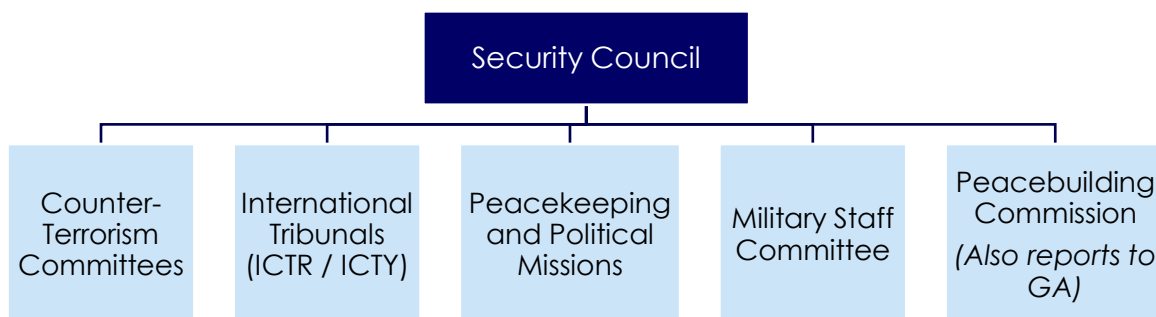 Security Council
Counter-
Terrorism
Committees
International
Tribunals
(ICTR / ICTY)
Peacekeeping
and Political
Missions
Military Staff
Committee
Peacebuilding
Commission
(Also reports to
GA)